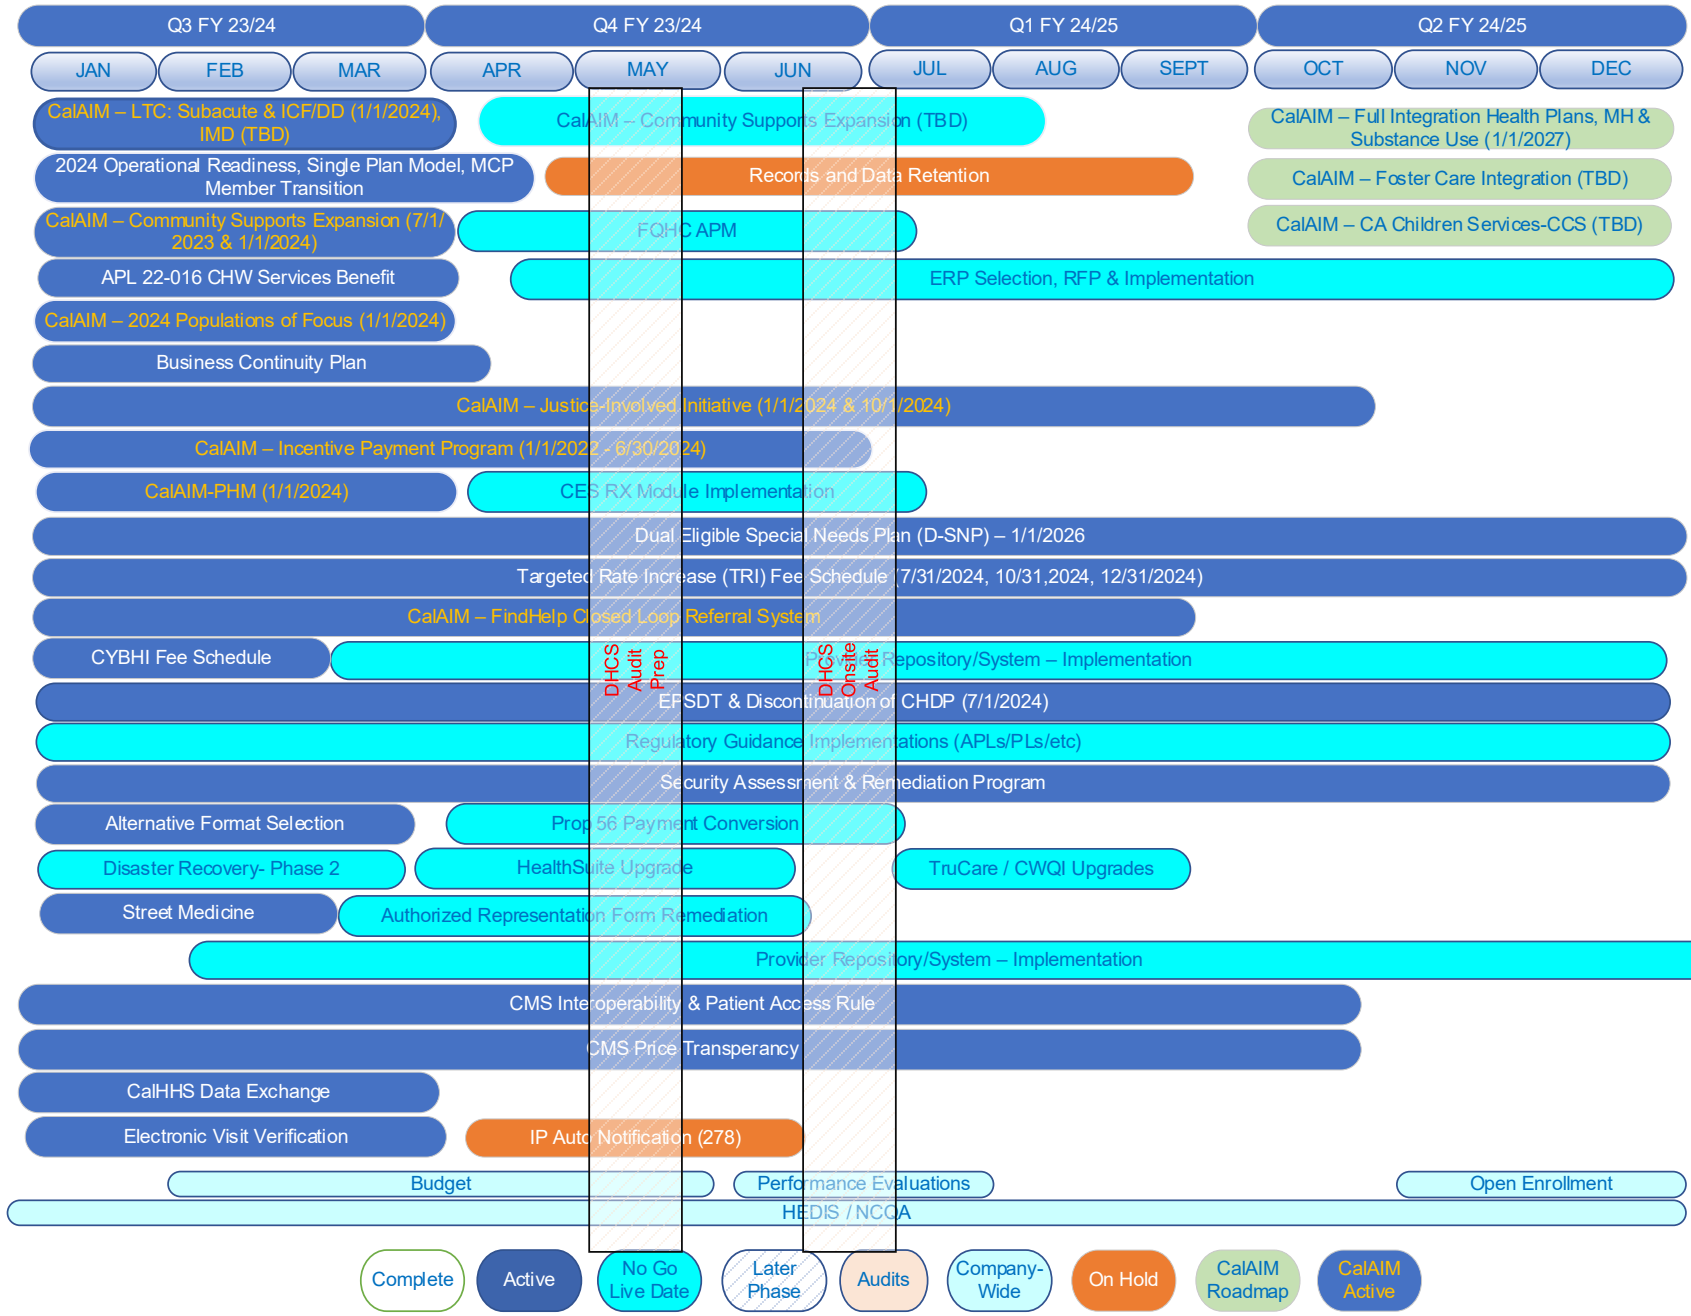 Q3 FY 23/24
Q4 FY 23/24
Q1 FY 24/25
Q2 FY 24/25
JAN
FEB
MAR
APR
MAY
JUN
JUL
AUG
SEPT
OCT
NOV
DEC
CalAIM – LTC: Subacute & ICF/DD (1/1/2024),
IMD (TBD)
CalAIM – Community Supports Expansion (TBD)
CalAIM – Full Integration Health Plans, MH &
Substance Use (1/1/2027)
2024 Operational Readiness, Single Plan Model, MCP
Member Transition
Records and Data Retention
CalAIM – Foster Care Integration (TBD)
CalAIM – Community Supports Expansion (7/1/
2023 & 1/1/2024)
FQHC APM
CalAIM – CA Children Services-CCS (TBD)
APL 22-016 CHW Services Benefit
ERP Selection, RFP & Implementation
CalAIM – 2024 Populations of Focus (1/1/2024)
Business Continuity Plan
CalAIM – Justice-Involved Initiative (1/1/2024 & 10/1/2024)
CalAIM – Incentive Payment Program (1/1/2022 - 6/30/2024)
CalAIM-PHM (1/1/2024)
CES RX Module Implementation
Dual Eligible Special Needs Plan (D-SNP) – 1/1/2026
Targeted Rate Increase (TRI) Fee Schedule (7/31/2024, 10/31,2024, 12/31/2024)
CalAIM – FindHelp Closed Loop Referral System
CYBHI Fee Schedule
Provider Repository/System – Implementation
DHCS
Audit
Prep
DHCS
Onsite
Audit
EPSDT & Discontinuation of CHDP (7/1/2024)
Regulatory Guidance Implementations (APLs/PLs/etc)
Security Assessment & Remediation Program
Alternative Format Selection
Prop 56 Payment Conversion
Disaster Recovery- Phase 2
HealthSuite Upgrade
TruCare / CWQI Upgrades
Street Medicine
Authorized Representation Form Remediation
Provider Repository/System – Implementation
CMS Interoperability & Patient Access Rule
CMS Price Transperancy
CalHHS Data Exchange
Electronic Visit Verification
IP Auto Notification (278)
Budget
Performance Evaluations
Open Enrollment
HEDIS / NCQA
Complete
Active
No Go
Live Date
Later
Phase
Audits
Company-
Wide
On Hold
CalAIM
Roadmap
CalAIM
Active